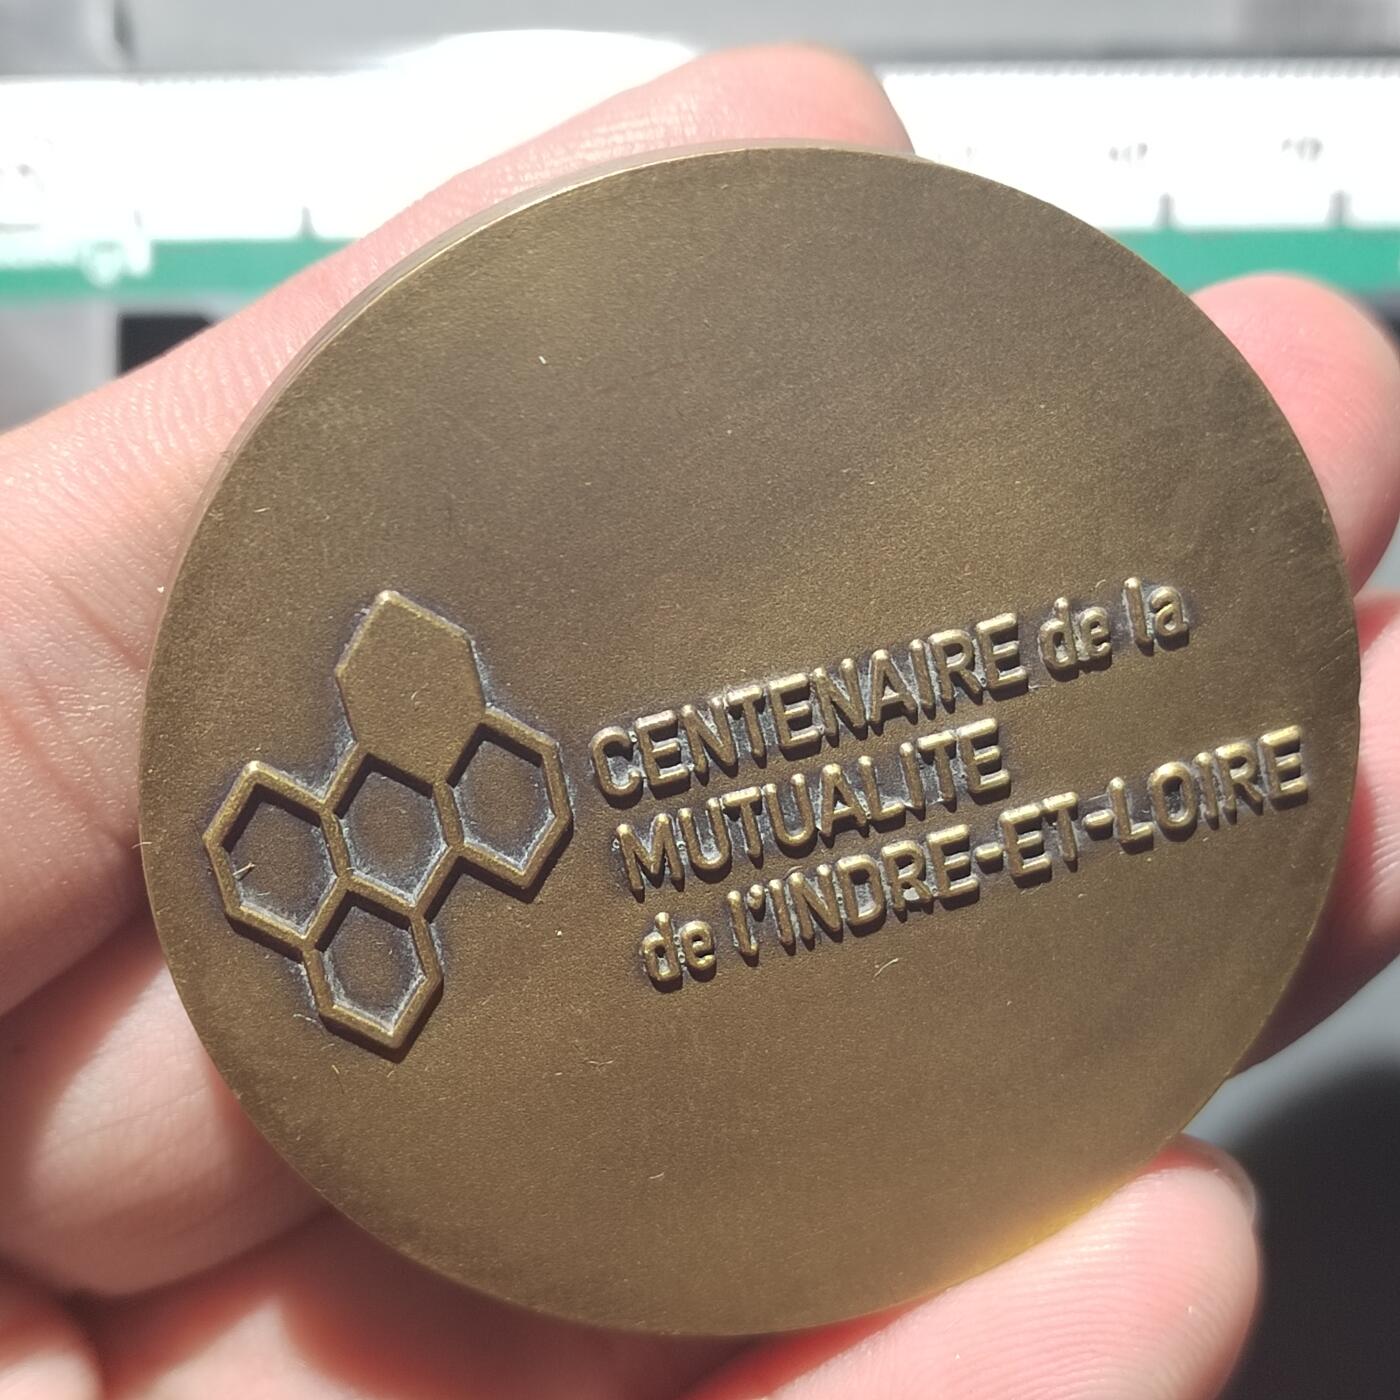 CENTENAIRE de la
MUTUALITE
de l'INDRE-ET-LOIRE